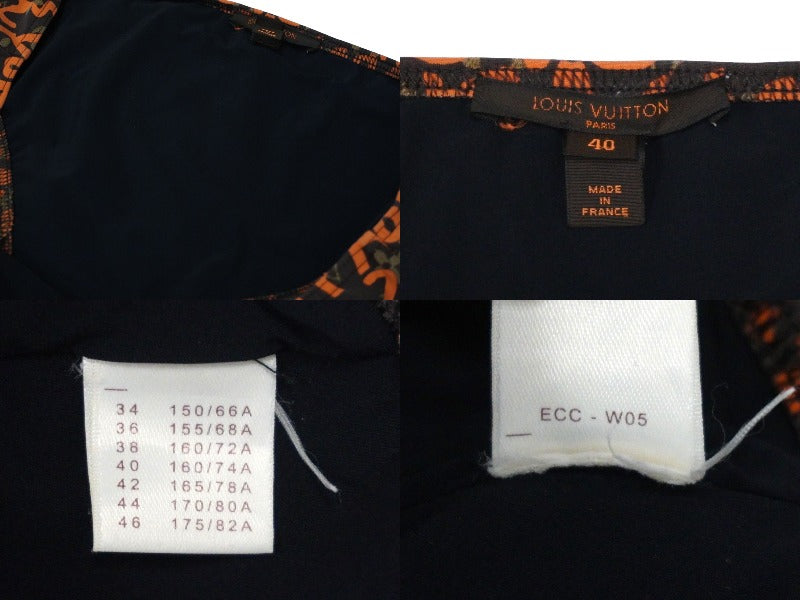 LOUIS VUITTON
PARIS
40
MADE
IN
FRANCE
34 150/66A
36 155/68A
38 160/72A
40 160/74A
42 165/78A
44 170/80A
46 175/82A
ECC - W05